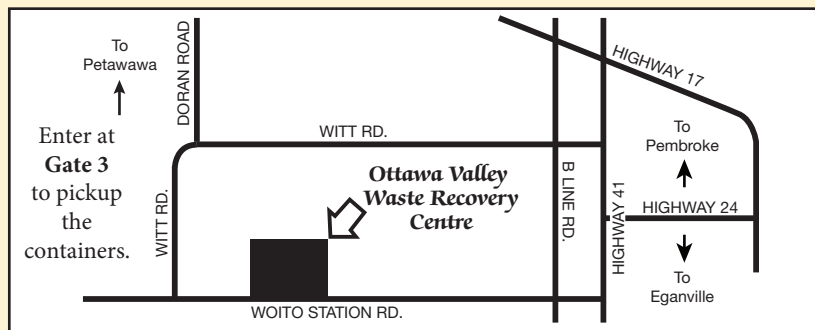 To
Petawawa
Enter at
Gate 3
to pickup
the
containers.
DORAN ROAD
WITT RD.
WITT RD.
Ottawa Valley
Waste Recovery
Centre
WOITO STATION RD.
B LINE RD.
HIGHWAY 41
HIGHWAY 17
To
Pembroke
HIGHWAY 24
To
Eganville